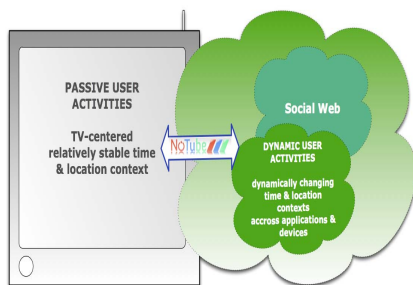 PASSIVE USER
ACTIVITIES
TV-centered
relatively stable time
& location context
NoTube
Social Web
DYNAMIC USER
ACTIVITIES
dynamically changing
time & location
contexts
accross applications &
devices